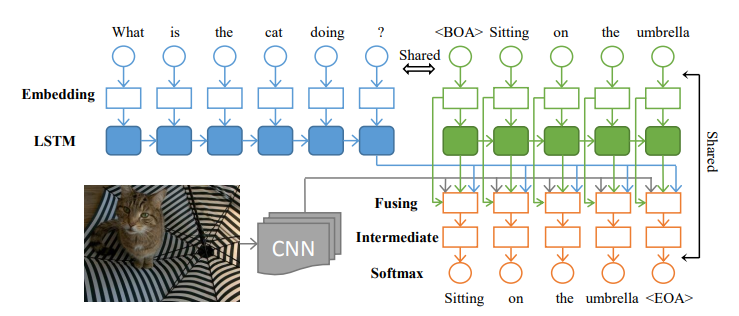 What is the cat doing ? <BOA> Sitting on the umbrella
Shared
Embedding
LSTM
Shared
Fusing
CNN
Intermediate
Softmax
Sitting on the umbrella <EOA>